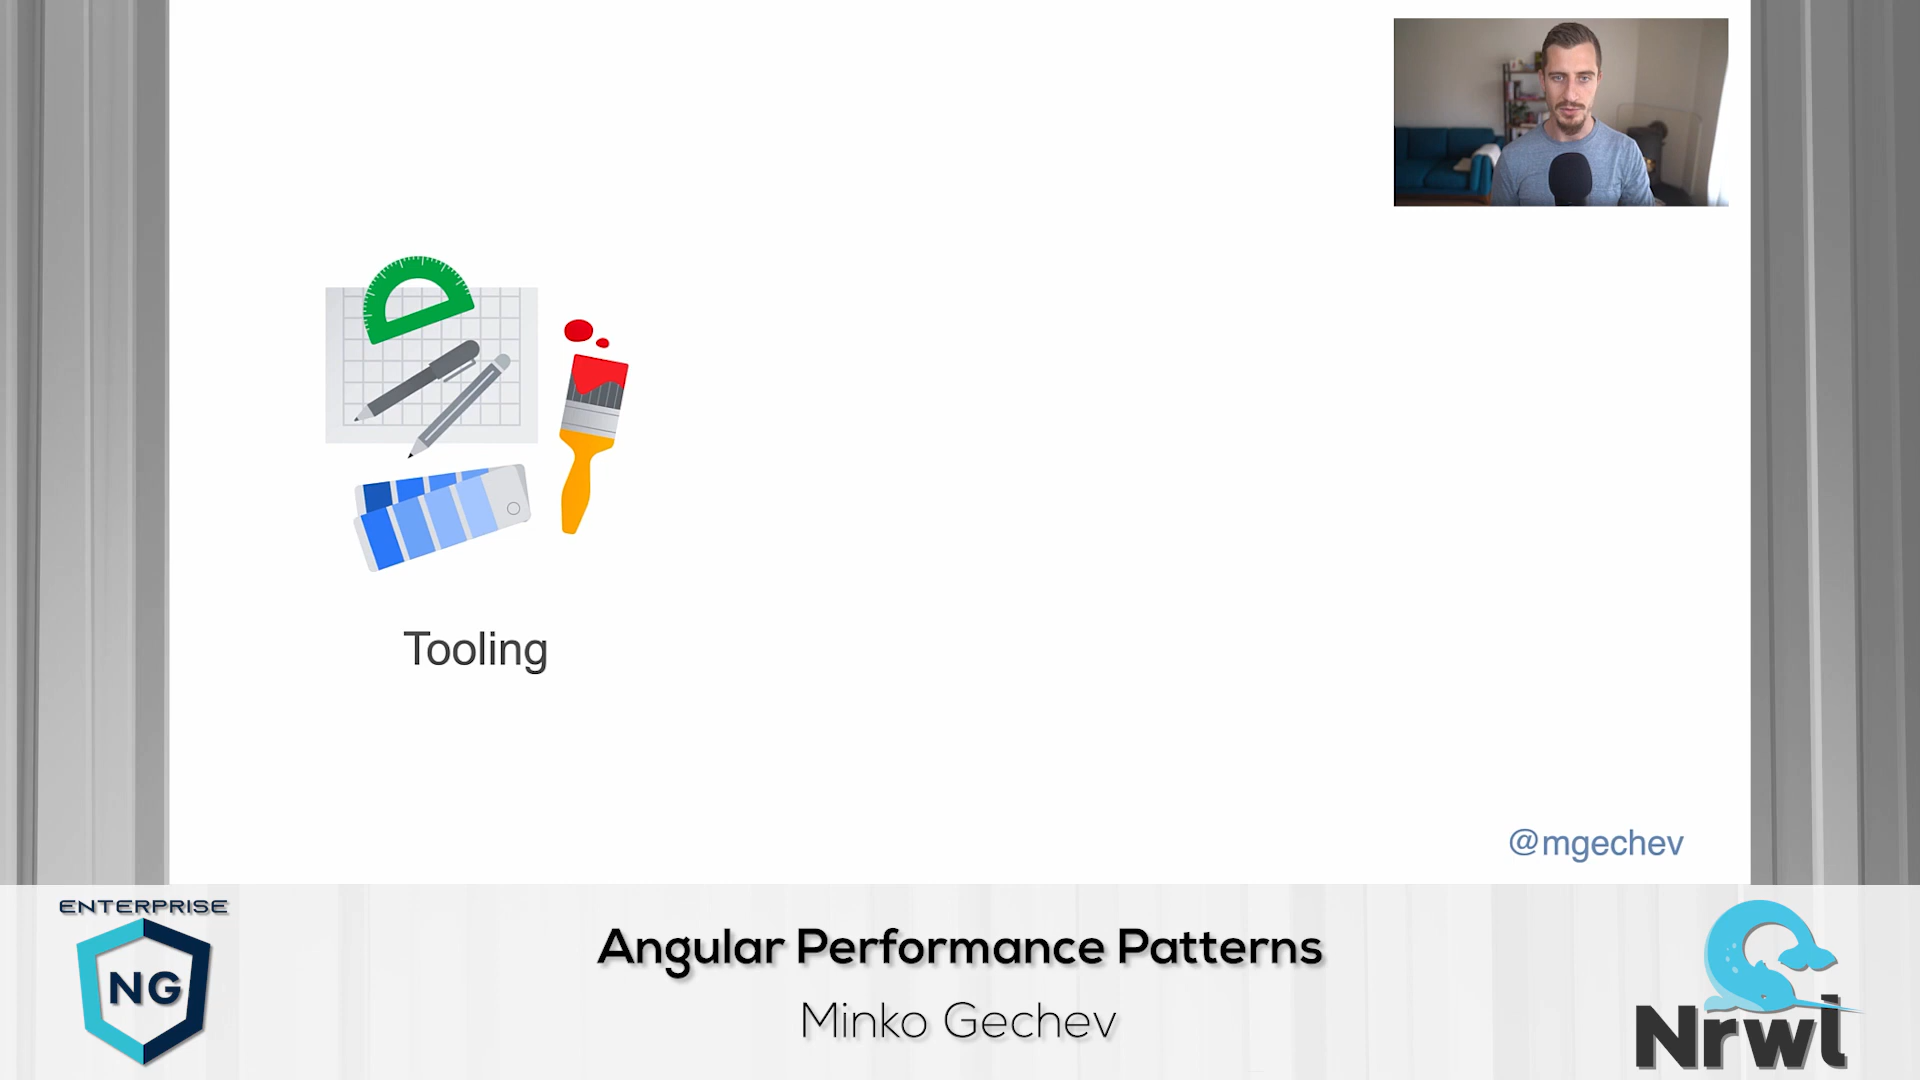 Tooling
@mgechev
ENTERPRISE
NG
Angular Performance Patterns
Minko Gechev
Nrwl